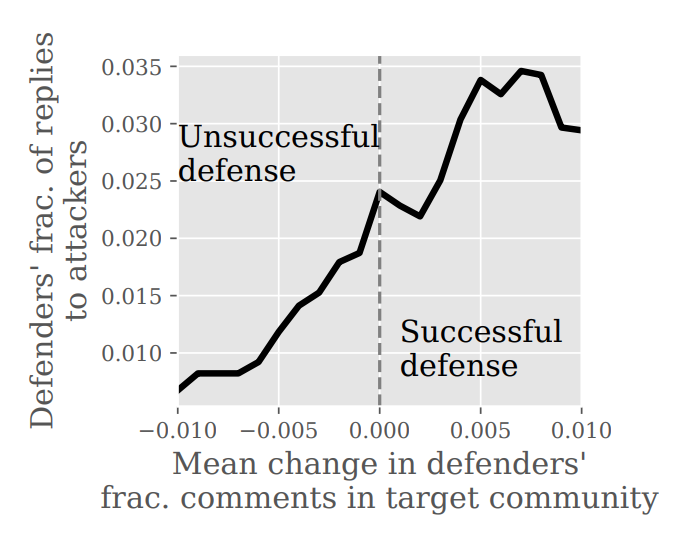 Defenders' frac. of replies
to attackers
0.035
0.030
0.025
0.020
0.015
0.010
Unsuccessful
defense
Successful
defense
−0.010 −0.005 0.000 0.005 0.010
Mean change in defenders'
frac. comments in target community